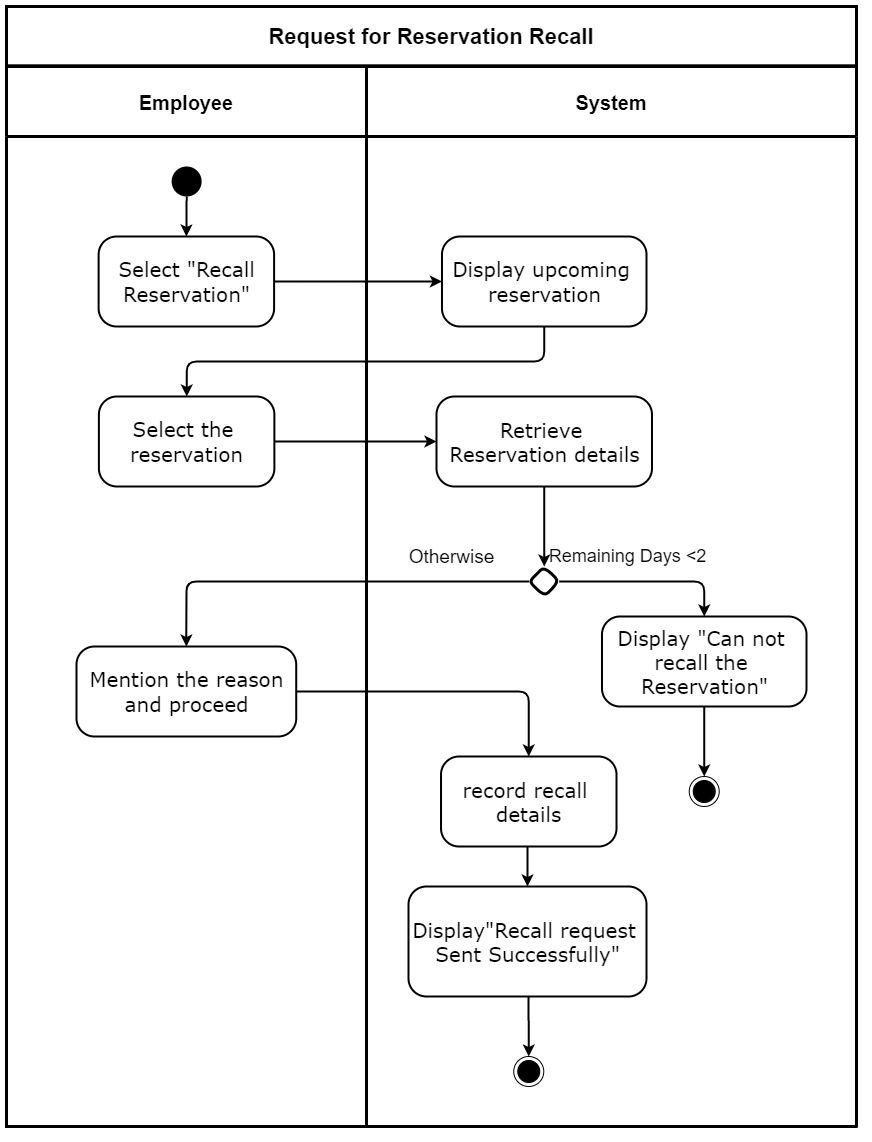 Request for Reservation Recall
Employee
System
Select "Recall
Reservation"
Display upcoming
reservation
Select the
reservation
Retrieve
Reservation details
Otherwise
Remaining Days <2
Display "Can not
recall the
Reservation"
Mention the reason
and proceed
record recall
details
Display"Recall request
Sent Successfully"